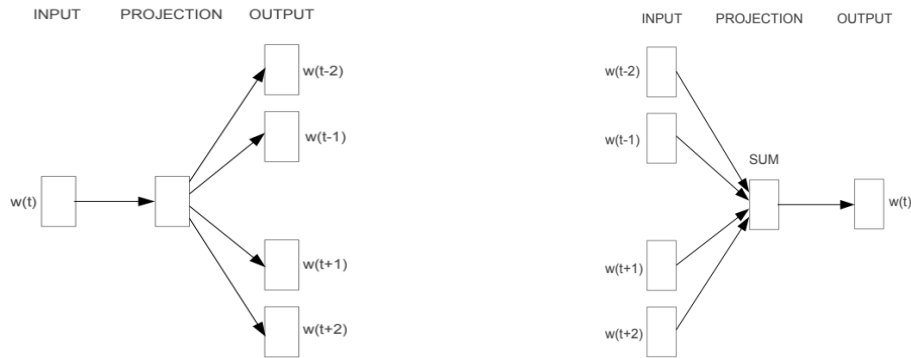 INPUT PROJECTION OUTPUT
w(t-2)
w(t-1)
w(t)
w(t+1)
w(t+2)
INPUT PROJECTION OUTPUT
w(t-2)
w(t-1)
SUM
w(t)
w(t+1)
w(t+2)